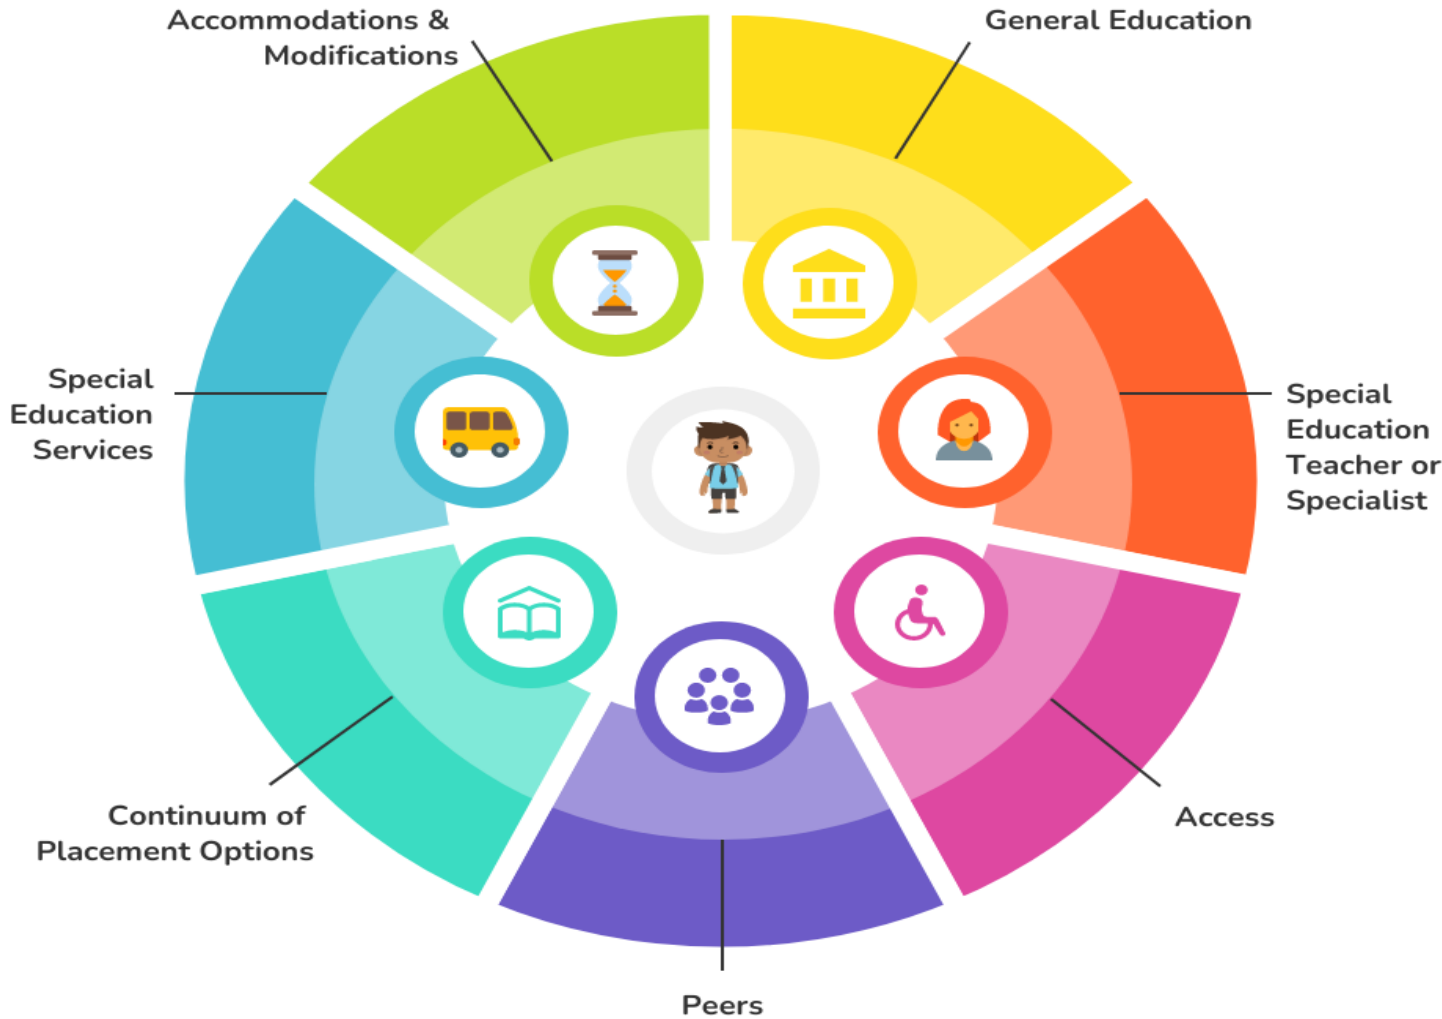 Accommodations &
Modifications
General Education
Special
Education
Services
Special
Education
Teacher or
Specialist
Continuum of
Placement Options
Access
Peers